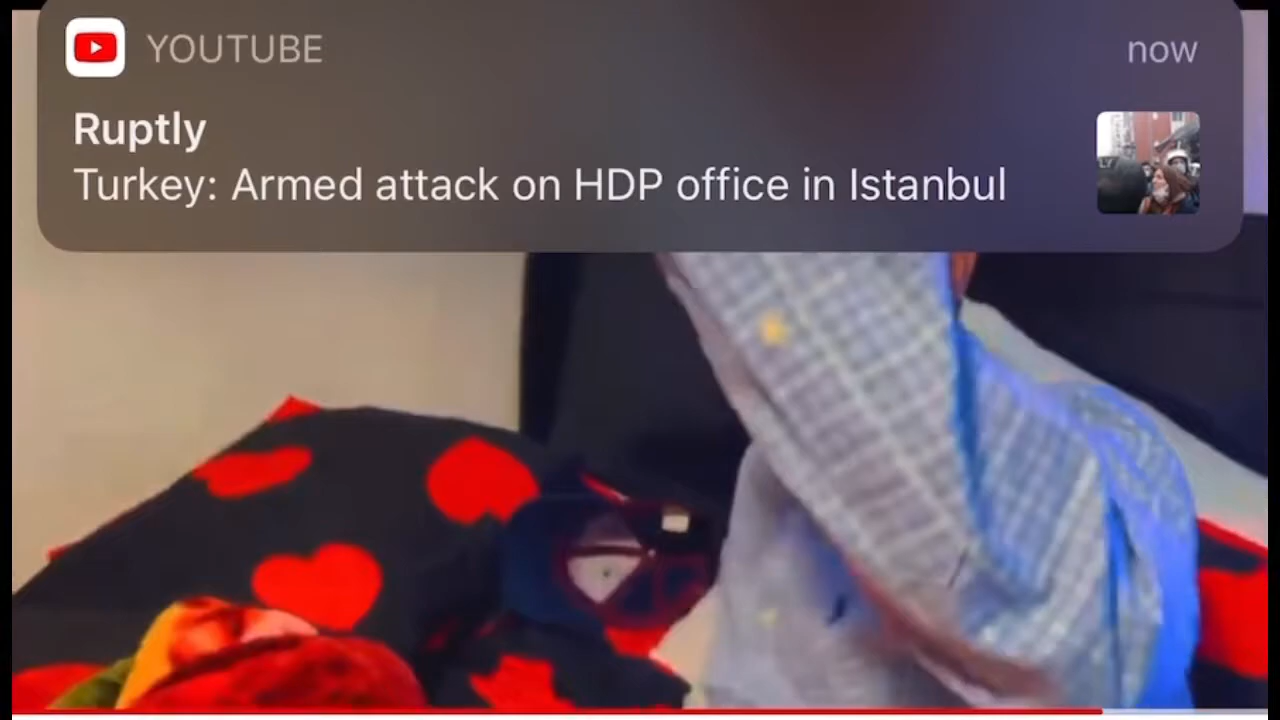 YOUTUBE
now
Ruptly
Turkey: Armed attack on HDP office in Istanbul